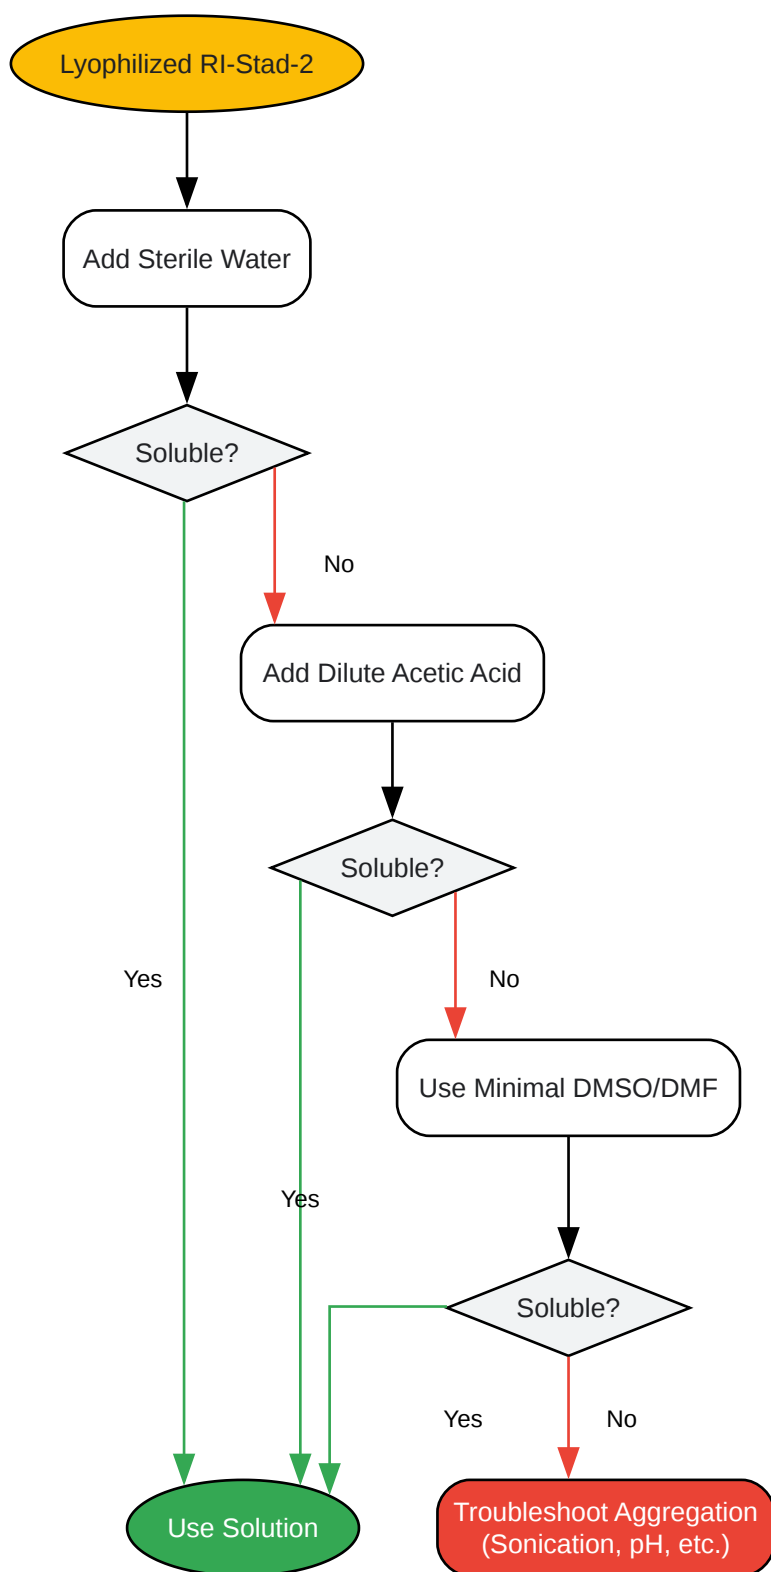 Lyophilized RI-Stad-2
Add Sterile Water
Soluble?
No
Add Dilute Acetic Acid
Soluble?
Yes
No
Use Minimal DMSO/DMF
Yes
Soluble?
Yes
No
Use Solution
Troubleshoot Aggregation
(Sonication, pH, etc.)